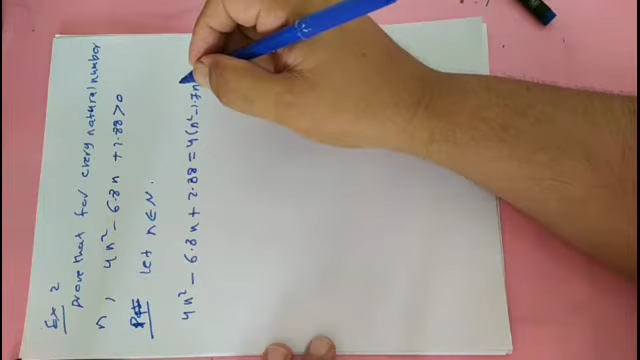 Ex 2
Prove that for every natural number
n, 4n² - 6.8n + 2.88 > 0
Pf Let n ∈ N.
4n² - 6.8n + 2.88 = 4(n² - 1.7n